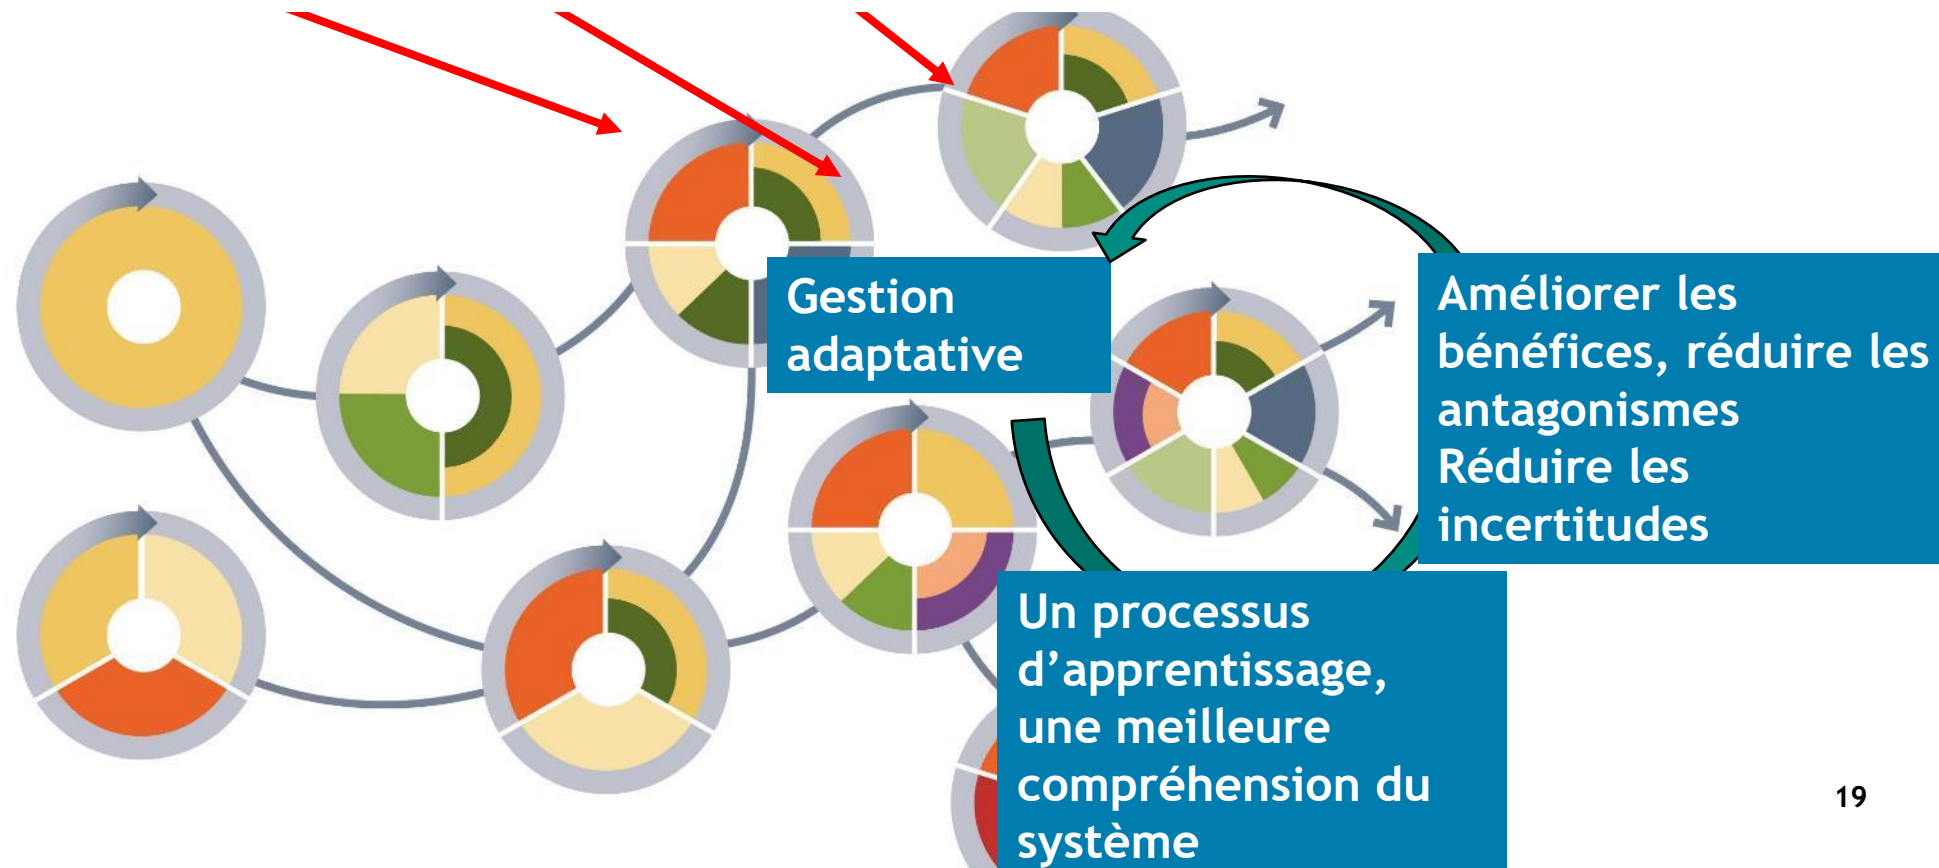 Gestion
adaptative
Améliorer les
bénéfices, réduire les
antagonismes
Réduire les
incertitudes
Un processus
d’apprentissage,
une meilleure
compréhension du
système
19